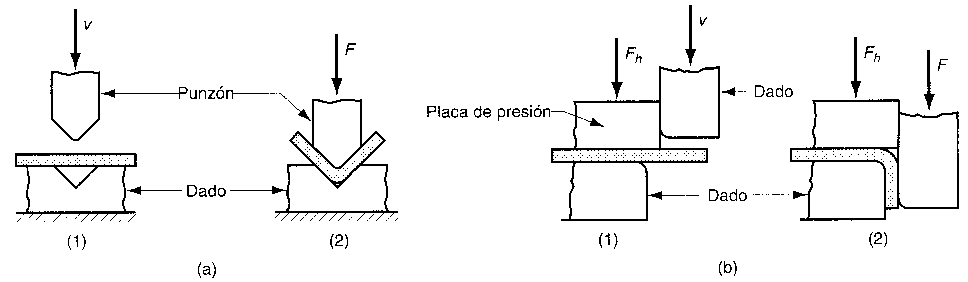 v
F
Punzón
Dado
(1)
(2)
(a)
v
F_h
Dado
Placa de presión
F_h
F
Dado
(1)
(2)
(b)